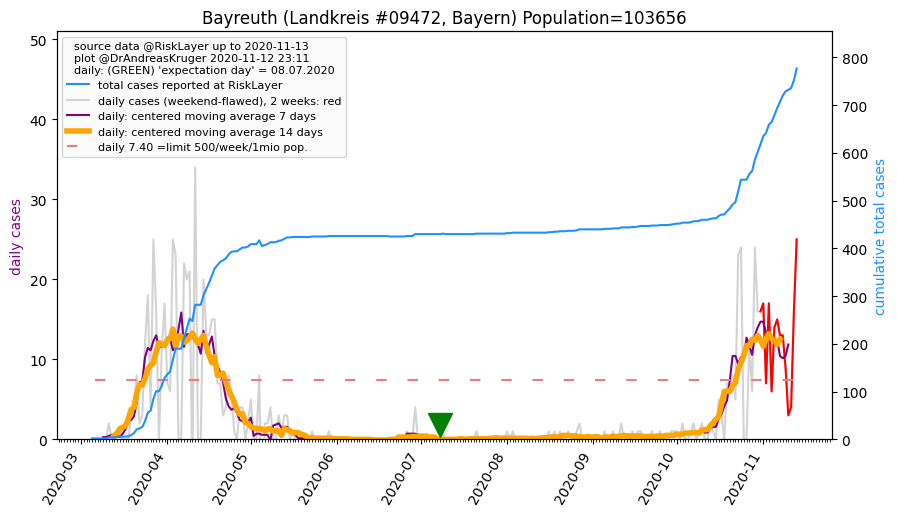 Bayreuth (Landkreis #09472, Bayern) Population=103656
source data @RiskLayer up to 2020-11-13
plot @DrAndreasKruger 2020-11-12 23:11
daily: (GREEN) 'expectation day' = 08.07.2020
total cases reported at RiskLayer
daily cases (weekend-flawed), 2 weeks: red
daily: centered moving average 7 days
daily: centered moving average 14 days
daily 7.40 =limit 500/week/1mio pop.
daily cases
50
40
30
20
10
0
cumulative total cases
800
700
600
500
400
300
200
100
0
2020-03
2020-04
2020-05
2020-06
2020-07
2020-08
2020-09
2020-10
2020-11